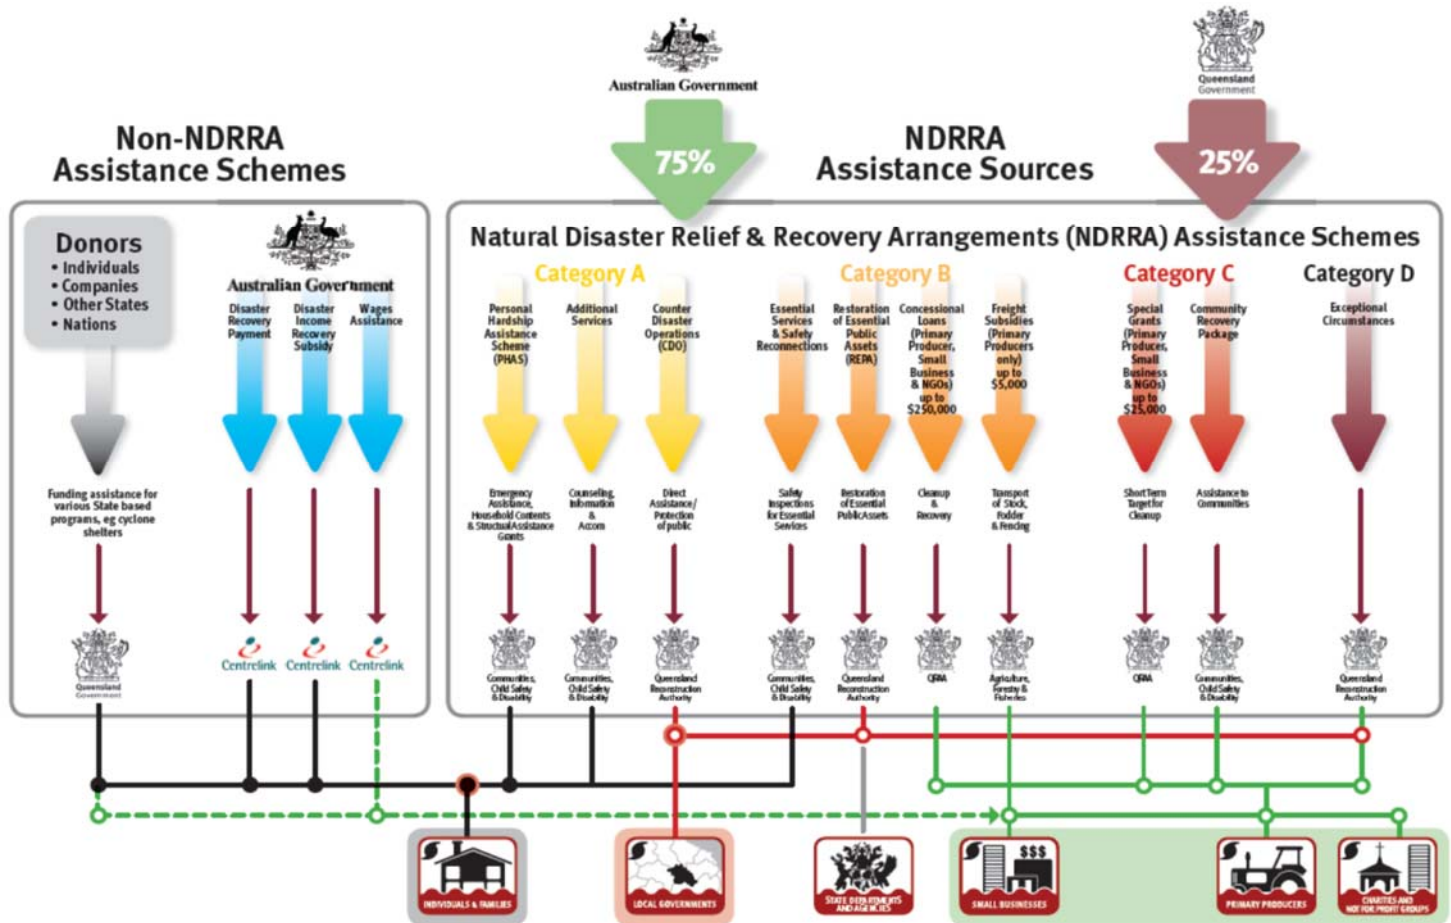 Australian Government
Queensland
Government
75%
25%
Non-NDRRA
Assistance Schemes
NDRRA
Assistance Sources
Donors
• Individuals
• Companies
• Other States
• Nations
Australian Government
Disaster
Recovery
Payment
Disaster
Income
Recovery
Subsidy
Wages
Assistance
Natural Disaster Relief & Recovery Arrangements (NDRRA) Assistance Schemes
Category A
Category B
Category C
Category D
Personal
Hardship
Assistance
Scheme
(PHAS)
Additional
Services
Counter
Disaster
Operations
(CDO)
Essential
Services
& Safety
Reconnections
Restoration
of Essential
Public
Assets
(REPA)
Concessional
Loans
(Primary
Producer,
Small
Business
& NGOs)
up to
$250,000
Freight
Subsidies
(Primary
Producers
only)
up to
$5,000
Special
Grants
(Primary
Producer,
Small
Business
& NGOs)
up to
$25,000
Community
Recovery
Package
Exceptional
Circumstances
Funding assistance for
various State based
programs, eg cyclone
shelters
Emergency
Assistance,
Household Contents
& Structural Assistance
Grants
Counseling,
Information
&
Accom
Direct
Assistance/
Protection
of public
Safety
Inspections
for Essential
Services
Restoration
of Essential
Public Assets
Cleanup
&
Recovery
Transport
of Stock,
Fodder
& Fencing
Short Term
Target for
Cleanup
Assistance to
Communities
Queensland
Government
Centrelink
Centrelink
Centrelink
Communities,
Child Safety
& Disability
Communities,
Child Safety
& Disability
Queensland
Reconstruction
Authority
Communities,
Child Safety
& Disability
Queensland
Reconstruction
Authority
QRAA
Agriculture,
Forestry &
Fisheries
QRAA
Communities,
Child Safety
& Disability
Queensland
Reconstruction
Authority
INDIVIDUALS & FAMILIES
LOCAL GOVERNMENTS
STATE DEPARTMENTS
AND AGENCIES
$$$
SMALL BUSINESSES
PRIMARY PRODUCERS
CHARITIES AND
NOT FOR PROFIT GROUPS